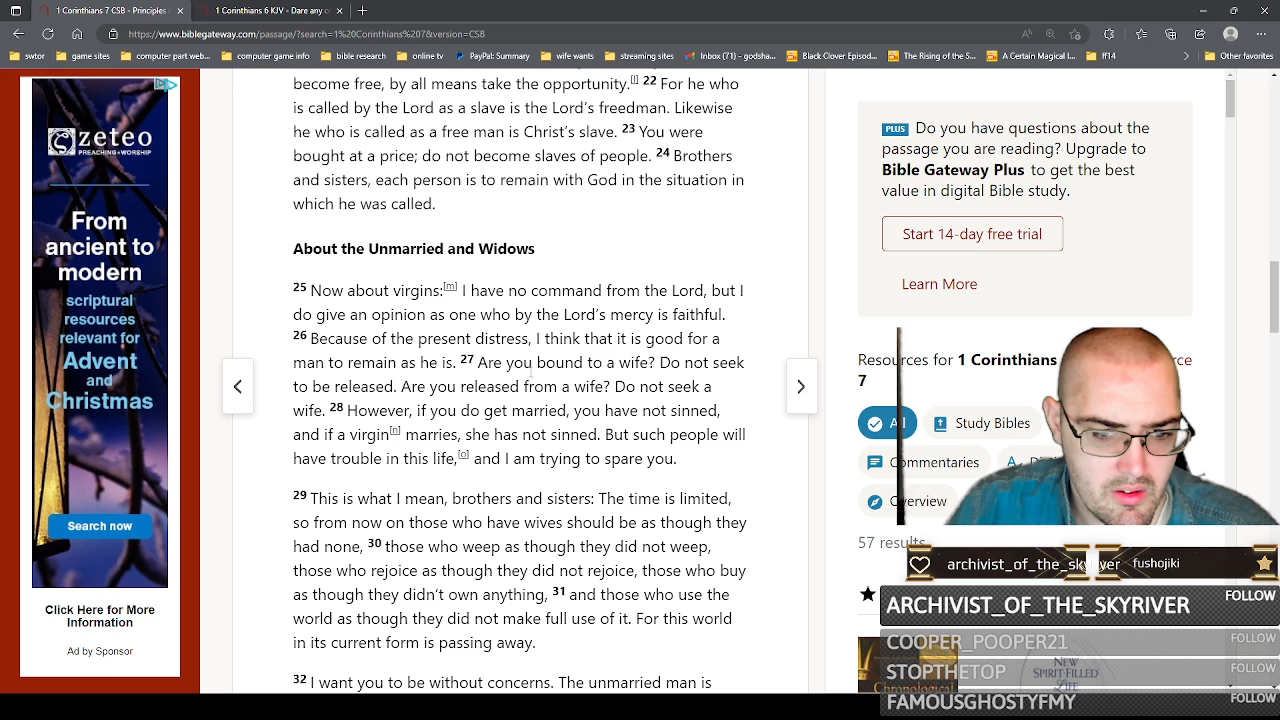 1 Corinthians 7 CSB - Principles
1 Corinthians 6 KJV - Dare any o
https://www.biblegateway.com/passage/?search=1%20Corinthians%207&version=CSB
swtor
game sites
computer part web...
computer game info
bible research
online tv
PayPal: Summary
wife wants
streaming sites
Inbox (71) - godsha...
Black Clover Episod...
The Rising of the S...
A Certain Magical I...
ff14
Other favorites
zeteo
PREACHING+WORSHIP
From
ancient to
modern
scriptural
resources
relevant for
Advent
and
Christmas
Search now
Click Here for More
Information
Ad by Sponsor
become free, by all means take the opportunity.[l] 22 For he who
is called by the Lord as a slave is the Lord's freedman. Likewise
he who is called as a free man is Christ's slave. 23 You were
bought at a price; do not become slaves of people. 24 Brothers
and sisters, each person is to remain with God in the situation in
which he was called.
About the Unmarried and Widows
25 Now about virgins:[m] I have no command from the Lord, but I
do give an opinion as one who by the Lord's mercy is faithful.
26 Because of the present distress, I think that it is good for a
man to remain as he is. 27 Are you bound to a wife? Do not seek
to be released. Are you released from a wife? Do not seek a
wife. 28 However, if you do get married, you have not sinned,
and if a virgin[n] marries, she has not sinned. But such people will
have trouble in this life,[o] and I am trying to spare you.
29 This is what I mean, brothers and sisters: The time is limited,
so from now on those who have wives should be as though they
had none, 30 those who weep as though they did not weep,
those who rejoice as though they did not rejoice, those who buy
as though they didn't own anything, 31 and those who use the
world as though they did not make full use of it. For this world
in its current form is passing away.
32 I want you to be without concerns. The unmarried man is
PLUS Do you have questions about the
passage you are reading? Upgrade to
Bible Gateway Plus to get the best
value in digital Bible study.
Start 14-day free trial
Learn More
Resources for 1 Corinthians
7
Study Bibles
Commentaries
Overview
57 results
archivist_of_the_skyriver
fushojiki
ARCHIVIST_OF_THE_SKYRIVER FOLLOW
COOPER_POOPER21 FOLLOW
STOPTHETOP FOLLOW
FAMOUSGHOSTYFMY FOLLOW
Chronological
NEW
SPIRIT-FILLED
LIFE